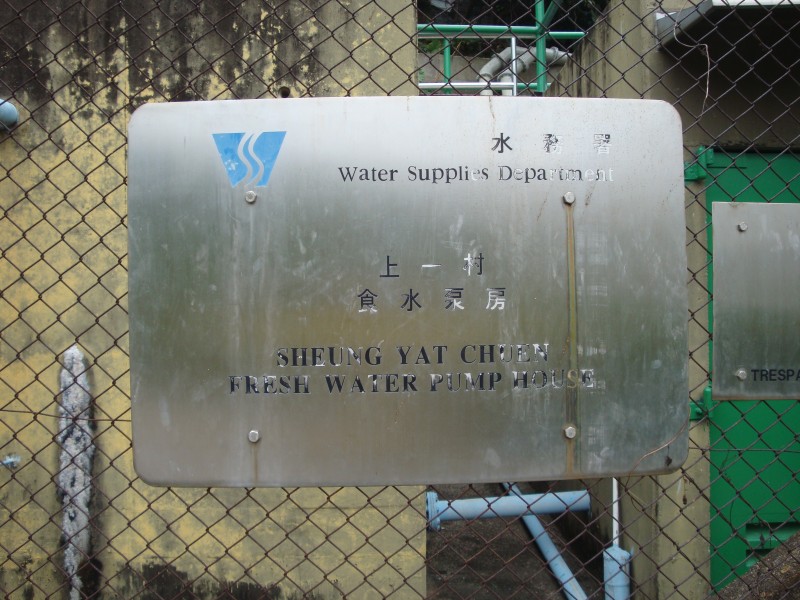 水務署
Water Supplies Department
上一村
食水泵房
SHEUNG YAT CHUEN
FRESH WATER PUMP HOUSE
TRESPA